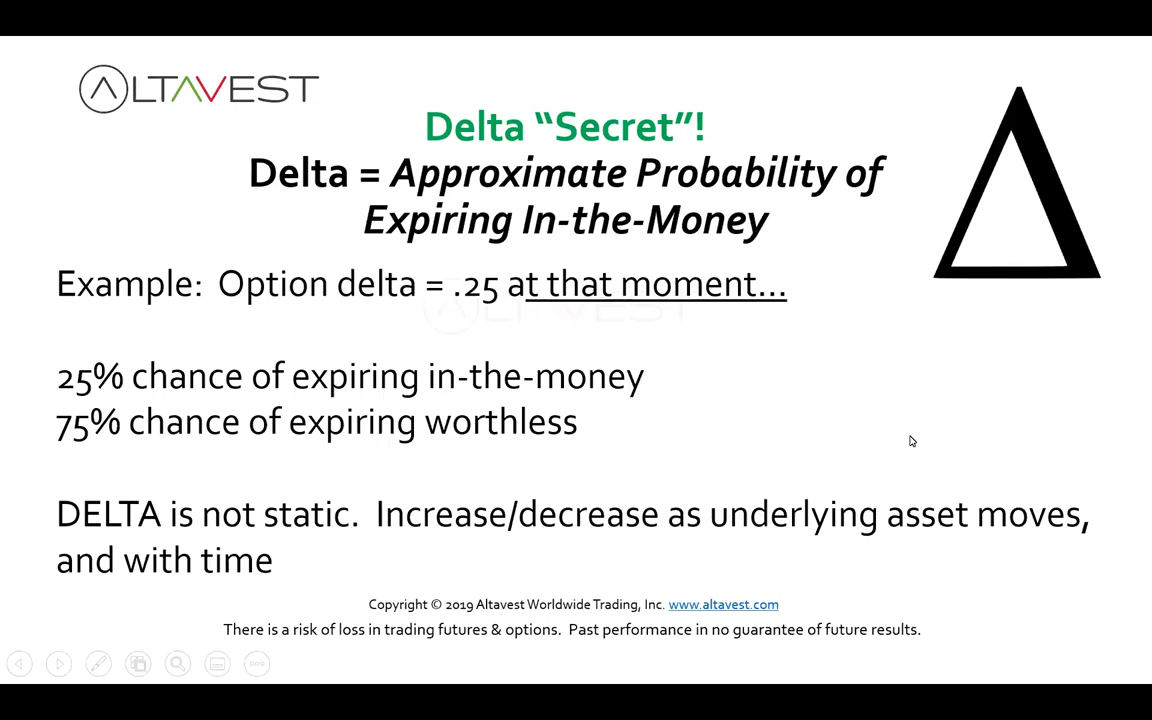 ALTAVEST
Delta “Secret”!
Delta = Approximate Probability of
Expiring In-the-Money
Δ
Example:  Option delta = .25 at that moment…
ALTAVEST
25% chance of expiring in-the-money
75% chance of expiring worthless
DELTA is not static.  Increase/decrease as underlying asset moves,
and with time
Copyright © 2019 Altavest Worldwide Trading, Inc. www.altavest.com
There is a risk of loss in trading futures & options.  Past performance in no guarantee of future results.